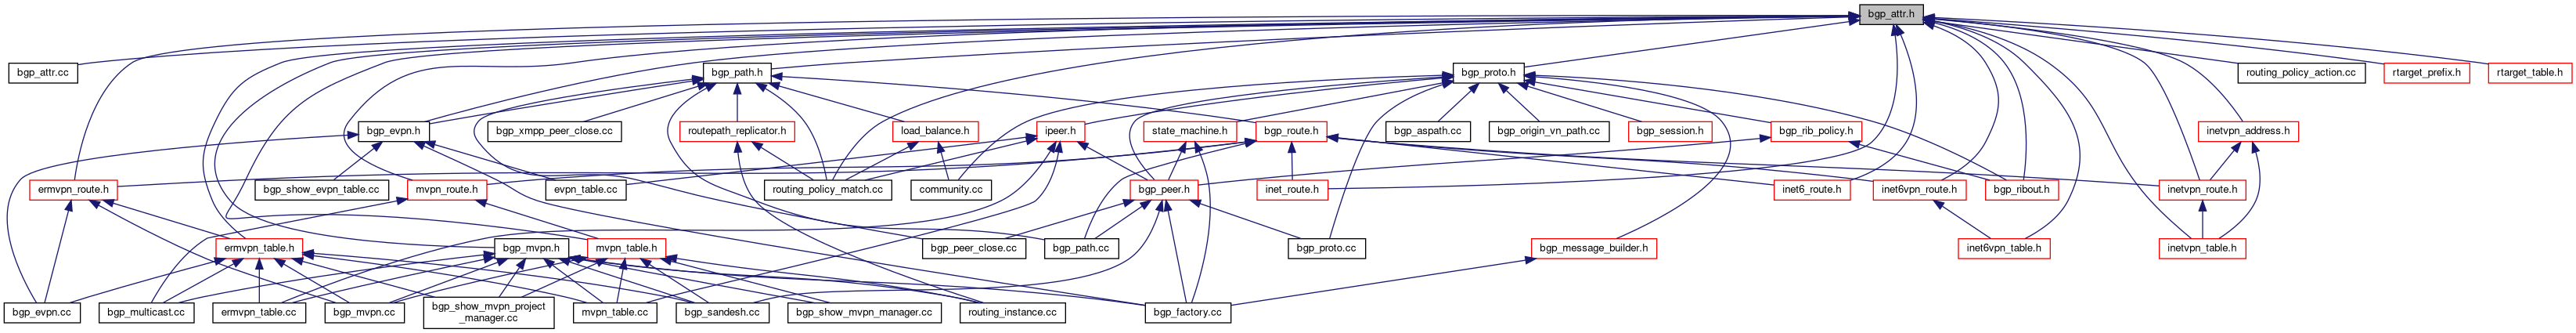 bgp_attr.h
bgp_attr.cc
bgp_path.h
bgp_proto.h
routing_policy_action.cc
rtarget_prefix.h
rtarget_table.h
bgp_evpn.h
bgp_xmpp_peer_close.cc
routepath_replicator.h
load_balance.h
ipeer.h
state_machine.h
bgp_route.h
bgp_aspath.cc
bgp_origin_vn_path.cc
bgp_session.h
bgp_rib_policy.h
inetvpn_address.h
ermvpn_route.h
bgp_show_evpn_table.cc
mvpn_route.h
evpn_table.cc
routing_policy_match.cc
community.cc
bgp_peer.h
inet_route.h
inet6_route.h
inet6vpn_route.h
bgp_ribout.h
inetvpn_route.h
ermvpn_table.h
bgp_mvpn.h
mvpn_table.h
bgp_peer_close.cc
bgp_path.cc
bgp_proto.cc
bgp_message_builder.h
inet6vpn_table.h
inetvpn_table.h
bgp_evpn.cc
bgp_multicast.cc
ermvpn_table.cc
bgp_mvpn.cc
bgp_show_mvpn_project
_manager.cc
mvpn_table.cc
bgp_sandesh.cc
bgp_show_mvpn_manager.cc
routing_instance.cc
bgp_factory.cc